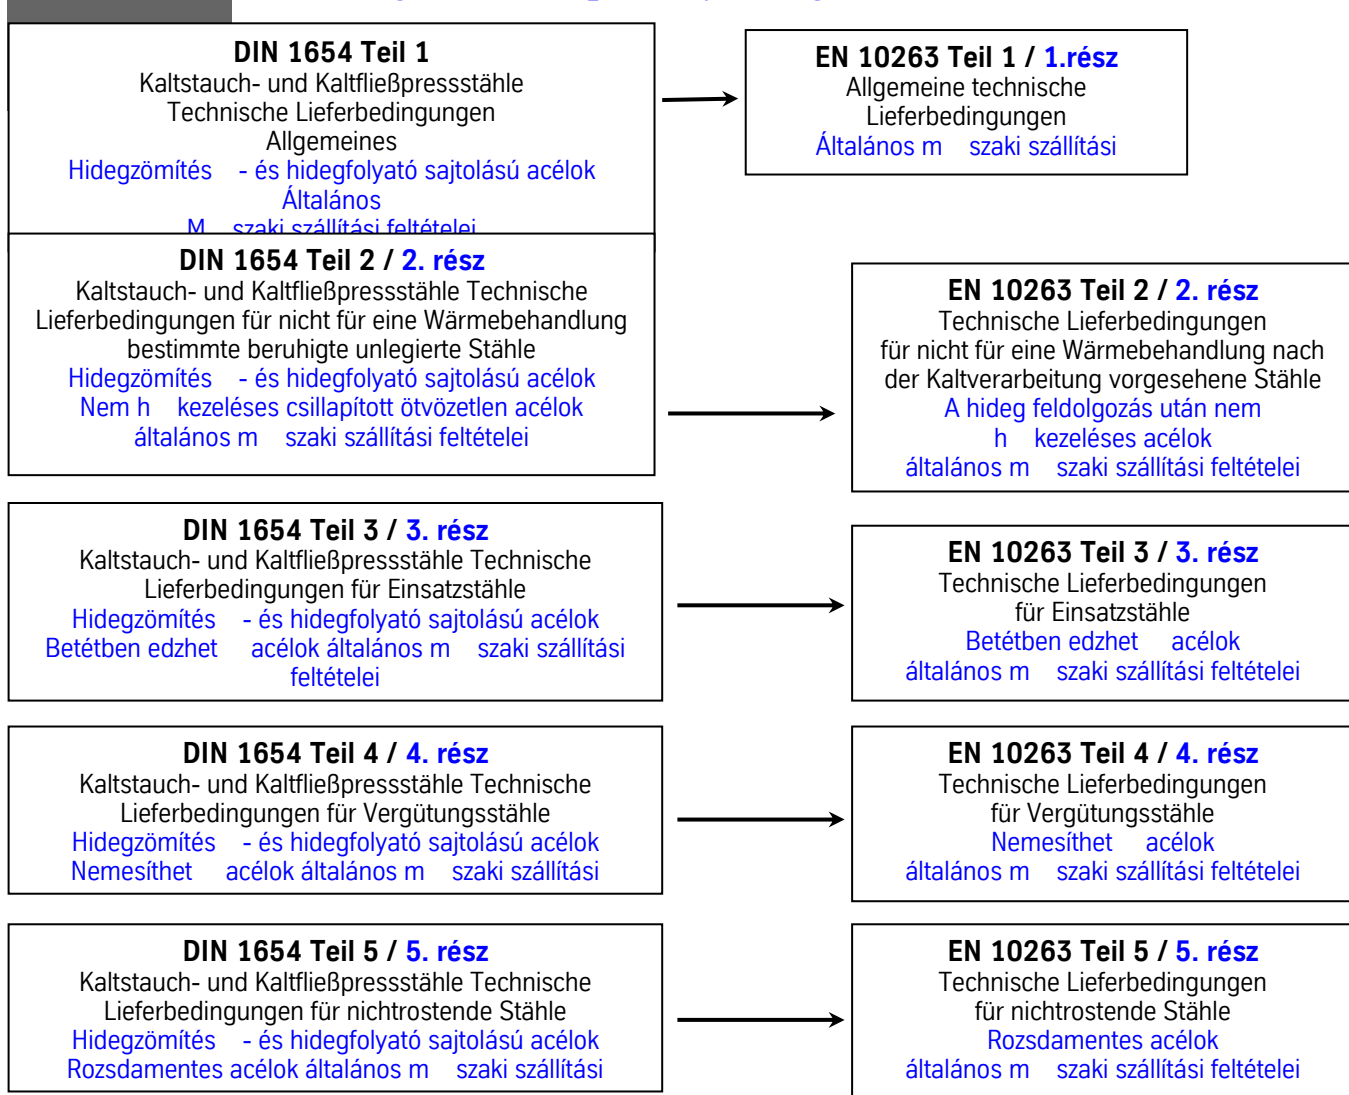 DIN 1654 Teil 1
Kaltstauch- und Kaltfließpressstähle
Technische Lieferbedingungen
Allgemeines
Hidegzömítés - és hidegfolyató sajtolású acélok
Általános
M szaki szállítási feltételei
EN 10263 Teil 1 / 1.rész
Allgemeine technische
Lieferbedingungen
Általános m szaki szállítási
DIN 1654 Teil 2 / 2. rész
Kaltstauch- und Kaltfließpressstähle Technische
Lieferbedingungen für nicht für eine Wärmebehandlung
bestimmte beruhigte unlegierte Stähle
Hidegzömítés - és hidegfolyató sajtolású acélok
Nem h kezeléses csillapított ötvözetlen acélok
általános m szaki szállítási feltételei
EN 10263 Teil 2 / 2. rész
Technische Lieferbedingungen
für nicht für eine Wärmebehandlung nach
der Kaltverarbeitung vorgesehene Stähle
A hideg feldolgozás után nem
h kezeléses acélok
általános m szaki szállítási feltételei
DIN 1654 Teil 3 / 3. rész
Kaltstauch- und Kaltfließpressstähle Technische
Lieferbedingungen für Einsatzstähle
Hidegzömítés - és hidegfolyató sajtolású acélok
Betétben edzhet acélok általános m szaki szállítási
feltételei
EN 10263 Teil 3 / 3. rész
Technische Lieferbedingungen
für Einsatzstähle
Betétben edzhet acélok
általános m szaki szállítási feltételei
DIN 1654 Teil 4 / 4. rész
Kaltstauch- und Kaltfließpressstähle Technische
Lieferbedingungen für Vergütungsstähle
Hidegzömítés - és hidegfolyató sajtolású acélok
Nemesíthet acélok általános m szaki szállítási
EN 10263 Teil 4 / 4. rész
Technische Lieferbedingungen
für Vergütungsstähle
Nemesíthet acélok
általános m szaki szállítási feltételei
DIN 1654 Teil 5 / 5. rész
Kaltstauch- und Kaltfließpressstähle Technische
Lieferbedingungen für nichtrostende Stähle
Hidegzömítés - és hidegfolyató sajtolású acélok
Rozsdamentes acélok általános m szaki szállítási
EN 10263 Teil 5 / 5. rész
Technische Lieferbedingungen
für nichtrostende Stähle
Rozsdamentes acélok
általános m szaki szállítási feltételei